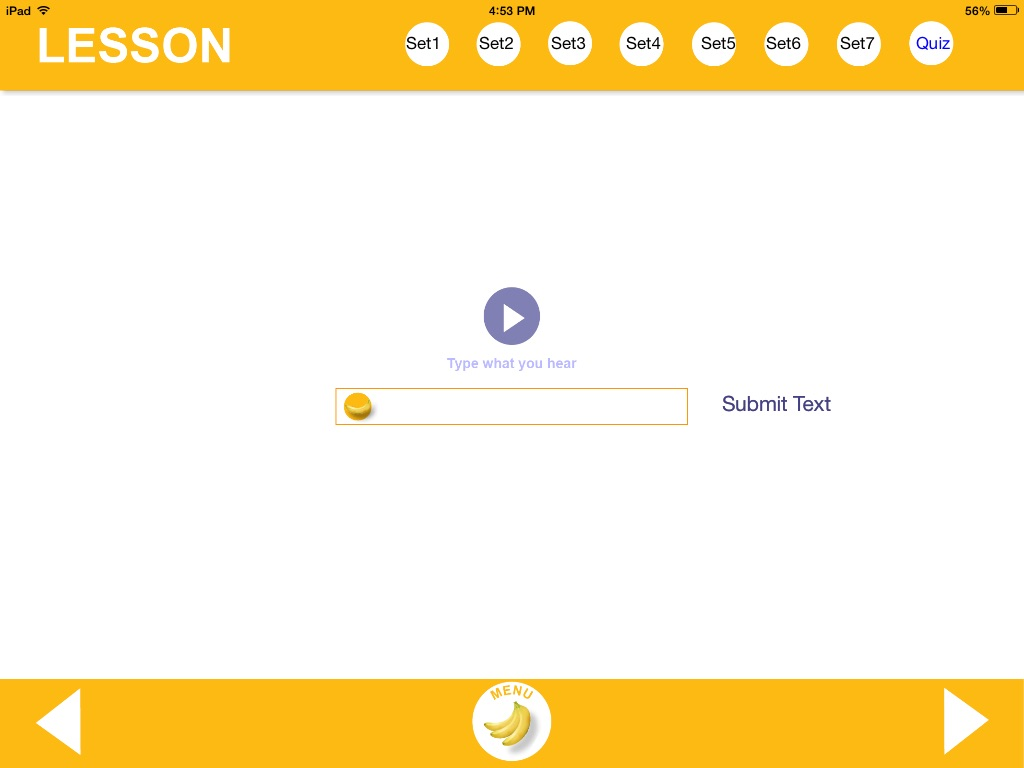 iPad 4:53 PM 56%
LESSON Set1 Set2 Set3 Set4 Set5 Set6 Set7 Quiz
Type what you hear
Submit Text
MENU